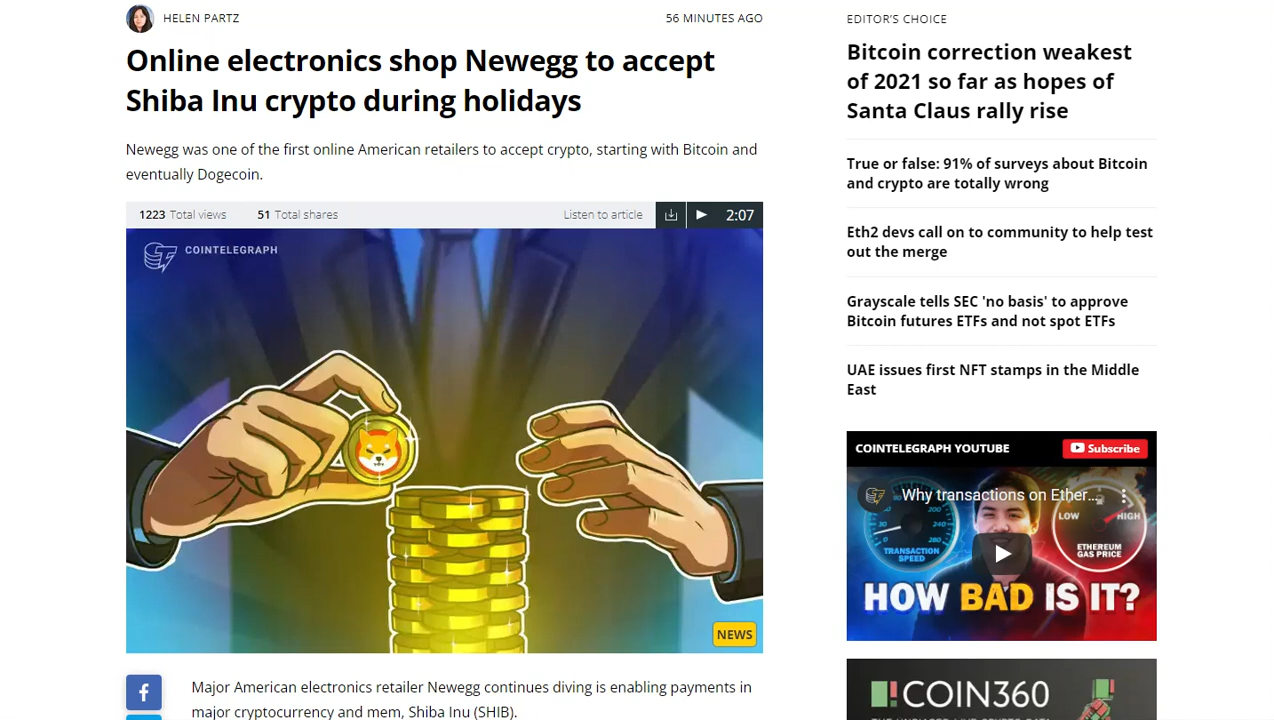 HELEN PARTZ
56 MINUTES AGO
Online electronics shop Newegg to accept
Shiba Inu crypto during holidays
Newegg was one of the first online American retailers to accept crypto, starting with Bitcoin and
eventually Dogecoin.
1223 Total views
51 Total shares
Listen to article
2:07
COINTELEGRAPH
NEWS
f
Major American electronics retailer Newegg continues diving is enabling payments in
major cryptocurrency and mem, Shiba Inu (SHIB).
EDITOR'S CHOICE
Bitcoin correction weakest
of 2021 so far as hopes of
Santa Claus rally rise
True or false: 91% of surveys about Bitcoin
and crypto are totally wrong
Eth2 devs call on to community to help test
out the merge
Grayscale tells SEC 'no basis' to approve
Bitcoin futures ETFs and not spot ETFs
UAE issues first NFT stamps in the Middle
East
COINTELEGRAPH YOUTUBE
Subscribe
Why transactions on Ether...
200
240
280
30
0
TRANSACTION
SPEED
LOW
HIGH
ETHEREUM
GAS PRICE
HOW BAD IS IT?
COIN360